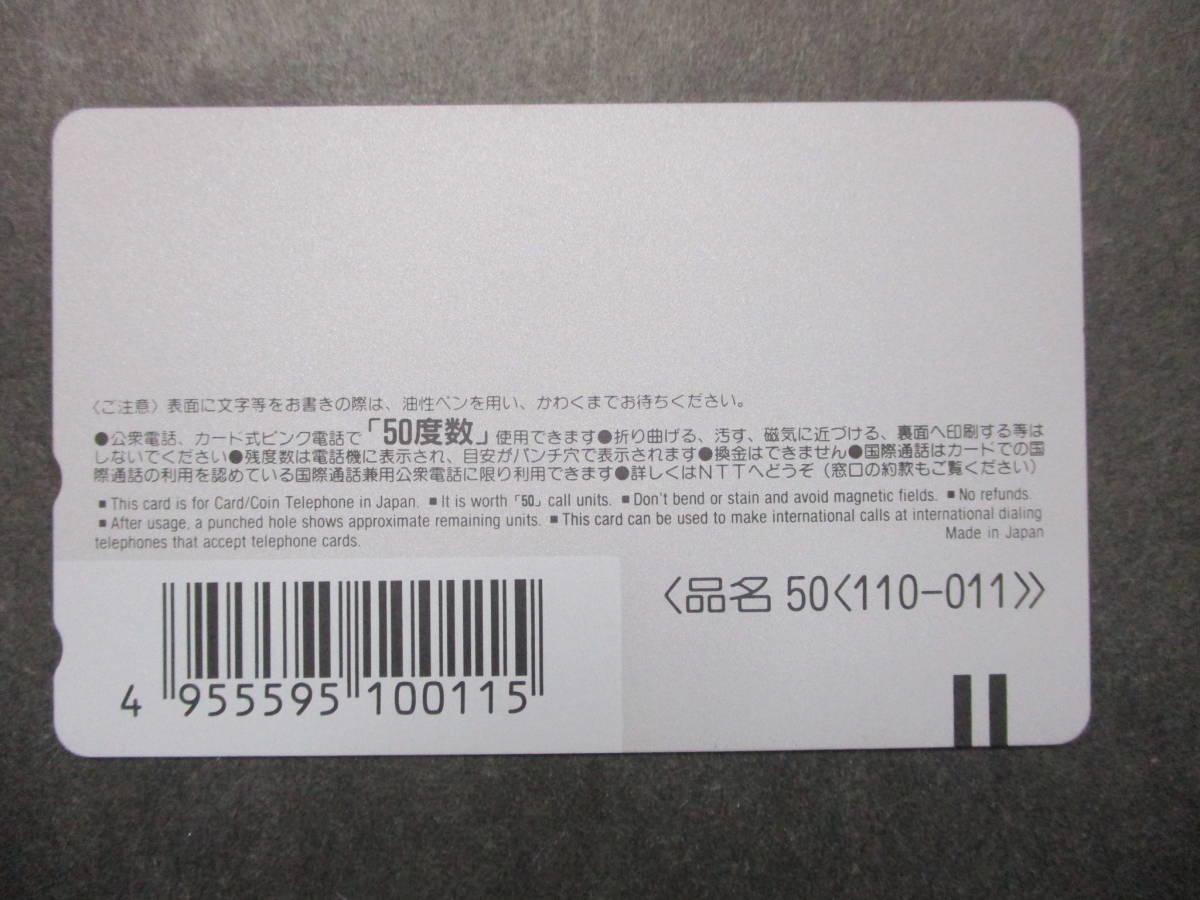 〈ご注意〉表面に文字等をお書きの際は、油性ペンを用い、かわくまでお待ちください。
●公衆電話、カード式ピンク電話で「50度数」使用できます●折り曲げる、汚す、磁気に近づける、裏面へ印刷する等は
しないでください●残度数は電話機に表示され、目安がパンチ穴で表示されます●換金はできません●国際通話はカードでの国
際通話の利用を認めている国際通話兼用公衆電話に限り利用できます●詳しくはNTTへどうぞ（窓口の約款もご覧ください）
■ This card is for Card/Coin Telephone in Japan. ■ It is worth「50」call units. ■ Don't bend or stain and avoid magnetic fields. ■ No refunds.
■ After usage, a punched hole shows approximate remaining units. ■ This card can be used to make international calls at international dialing
telephones that accept telephone cards.
Made in Japan
〈品名 50〈110-011〉〉
4 955595 100115